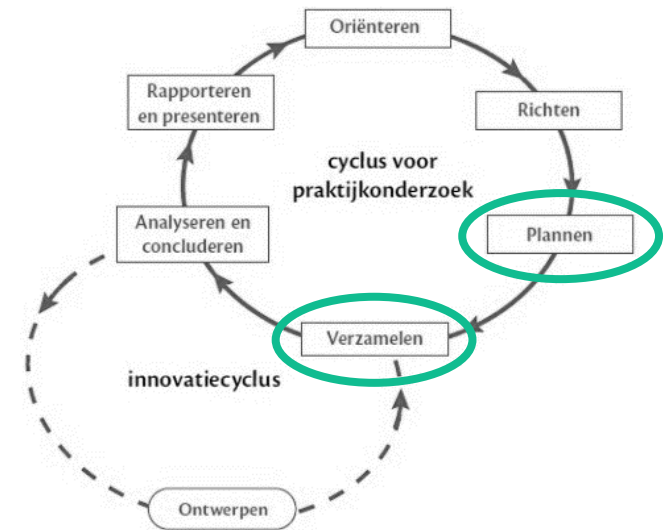 Oriënteren
Rapporteren
en presenteren
Richten
cyclus voor
praktijkonderzoek
Analyseren en
concluderen
Plannen
Verzamelen
innovatiecyclus
Ontwerpen